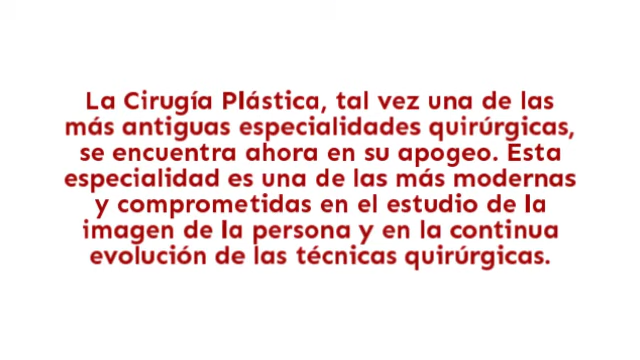 La Cirugía Plástica, tal vez una de las
más antiguas especialidades quirúrgicas,
se encuentra ahora en su apogeo. Esta
especialidad es una de las más modernas
y comprometidas en el estudio de la
imagen de la persona y en la continua
evolución de las técnicas quirúrgicas.